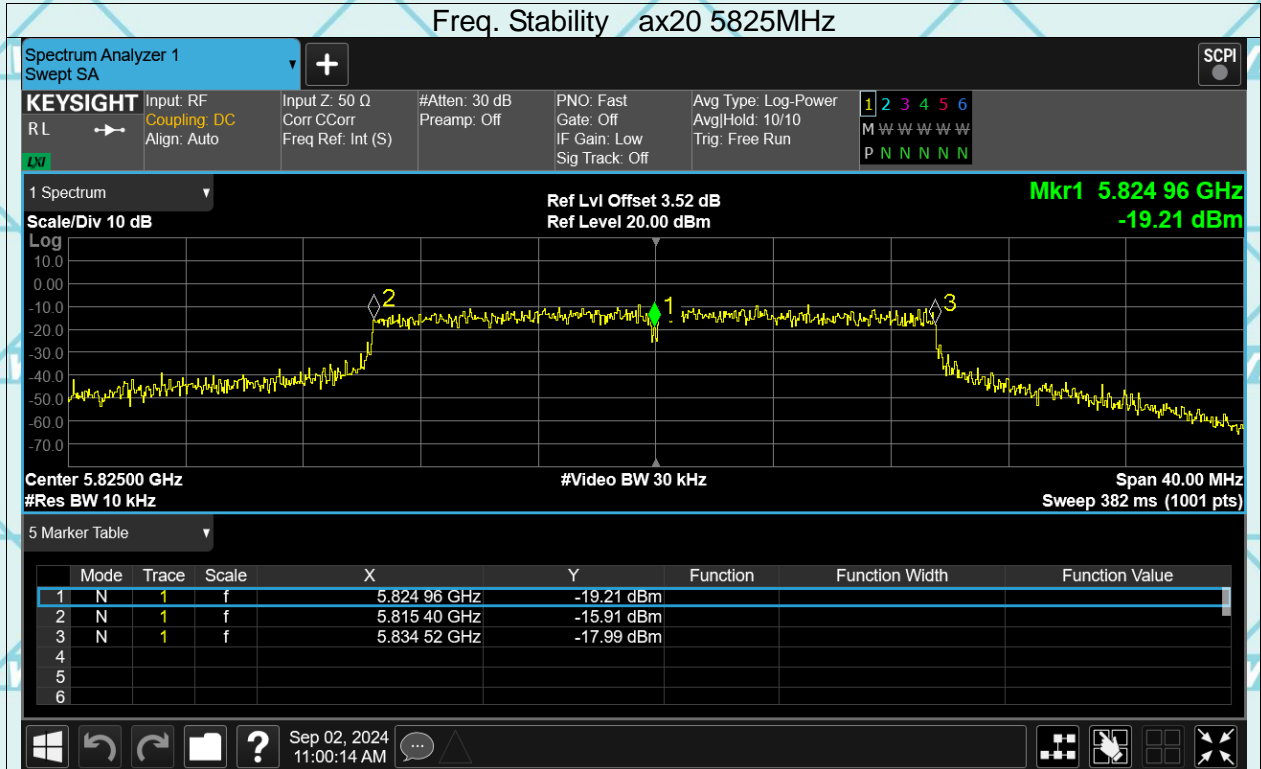 Freq. Stability ax20 5825MHz
Spectrum Analyzer 1
Swept SA
SCPI
KEYSIGHT Input: RF Input Z: 50 Ω #Atten: 30 dB PNO: Fast Avg Type: Log-Power 1 2 3 4 5 6
RL Coupling: DC Corr CCorr Preamp: Off Gate: Off Avg|Hold: 10/10 M W W W W W
Align: Auto Freq Ref: Int (S) IF Gain: Low Trig: Free Run P N N N N N
LXI Sig Track: Off
1 Spectrum Ref Lvl Offset 3.52 dB Mkr1 5.824 96 GHz
Scale/Div 10 dB Ref Level 20.00 dBm -19.21 dBm
Log
10.0
0.00
-10.0 2 1 3
-20.0
-30.0
-40.0
-50.0
-60.0
-70.0
Center 5.82500 GHz #Video BW 30 kHz Span 40.00 MHz
#Res BW 10 kHz Sweep 382 ms (1001 pts)
5 Marker Table
Mode Trace Scale X Y Function Function Width Function Value
1 N 1 f 5.824 96 GHz -19.21 dBm
2 N 1 f 5.815 40 GHz -15.91 dBm
3 N 1 f 5.834 52 GHz -17.99 dBm
4
5
6
? Sep 02, 2024
11:00:14 AM